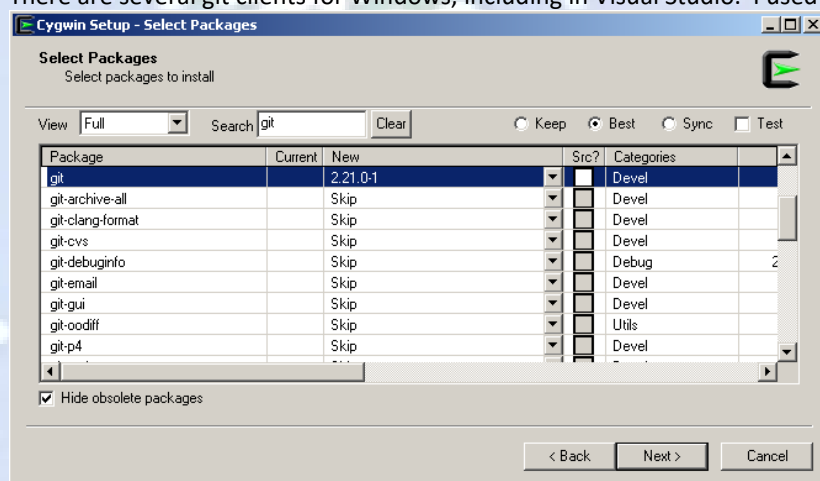 There are several git clients for Windows, including in Visual Studio. I used
Cygwin Setup - Select Packages
Select Packages
Select packages to install
View Full Search git Clear Keep Best Sync Test
Package Current New Src? Categories
git 2.21.0-1 Devel
git-archive-all Skip Devel
git-clang-format Skip Devel
git-cvs Skip Devel
git-debuginfo Skip Debug 2
git-email Skip Devel
git-gui Skip Devel
git-oodiff Skip Utils
git-p4 Skip Devel
Hide obsolete packages
< Back Next > Cancel